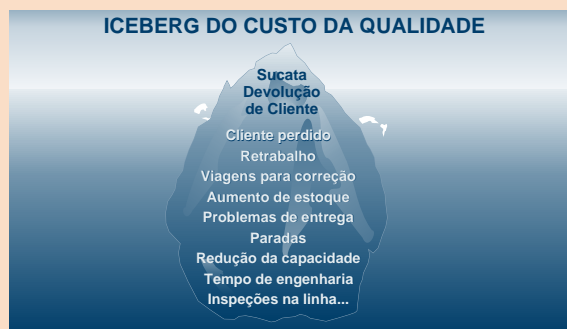 ICEBERG DO CUSTO DA QUALIDADE
Sucata
Devolução
de Cliente
Cliente perdido
Retrabalho
Viagens para correção
Aumento de estoque
Problemas de entrega
Paradas
Redução da capacidade
Tempo de engenharia
Inspeções na linha...